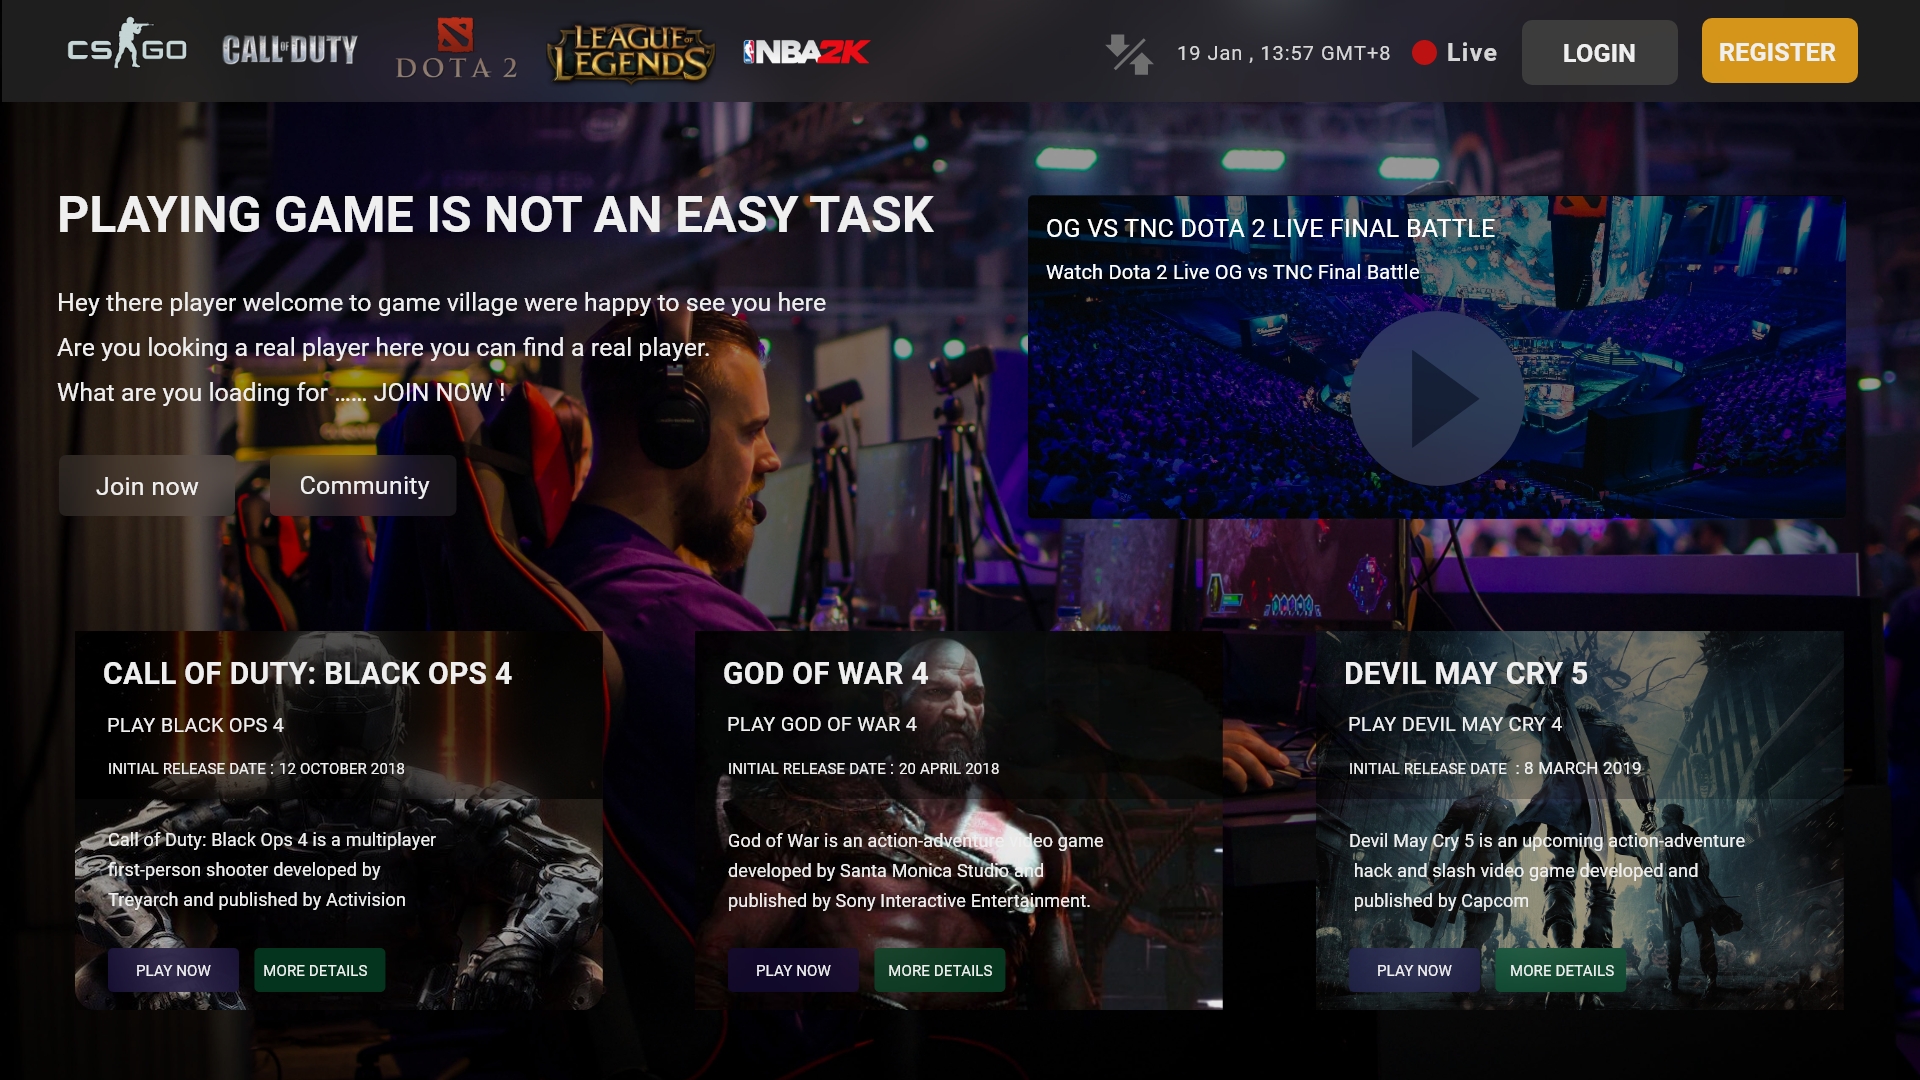 CS GO
CALL OF DUTY
DOTA 2
LEAGUE OF LEGENDS
NBA2K
19 Jan , 13:57 GMT+8
Live
LOGIN
REGISTER
PLAYING GAME IS NOT AN EASY TASK
Hey there player welcome to game village were happy to see you here
Are you looking a real player here you can find a real player.
What are you loading for ...... JOIN NOW !
Join now
Community
OG VS TNC DOTA 2 LIVE FINAL BATTLE
Watch Dota 2 Live OG vs TNC Final Battle
CALL OF DUTY: BLACK OPS 4
PLAY BLACK OPS 4
INITIAL RELEASE DATE : 12 OCTOBER 2018
Call of Duty: Black Ops 4 is a multiplayer
first-person shooter developed by
Treyarch and published by Activision
PLAY NOW
MORE DETAILS
GOD OF WAR 4
PLAY GOD OF WAR 4
INITIAL RELEASE DATE : 20 APRIL 2018
God of War is an action-adventure video game
developed by Santa Monica Studio and
published by Sony Interactive Entertainment.
PLAY NOW
MORE DETAILS
DEVIL MAY CRY 5
PLAY DEVIL MAY CRY 4
INITIAL RELEASE DATE : 8 MARCH 2019
Devil May Cry 5 is an upcoming action-adventure
hack and slash video game developed and
published by Capcom
PLAY NOW
MORE DETAILS